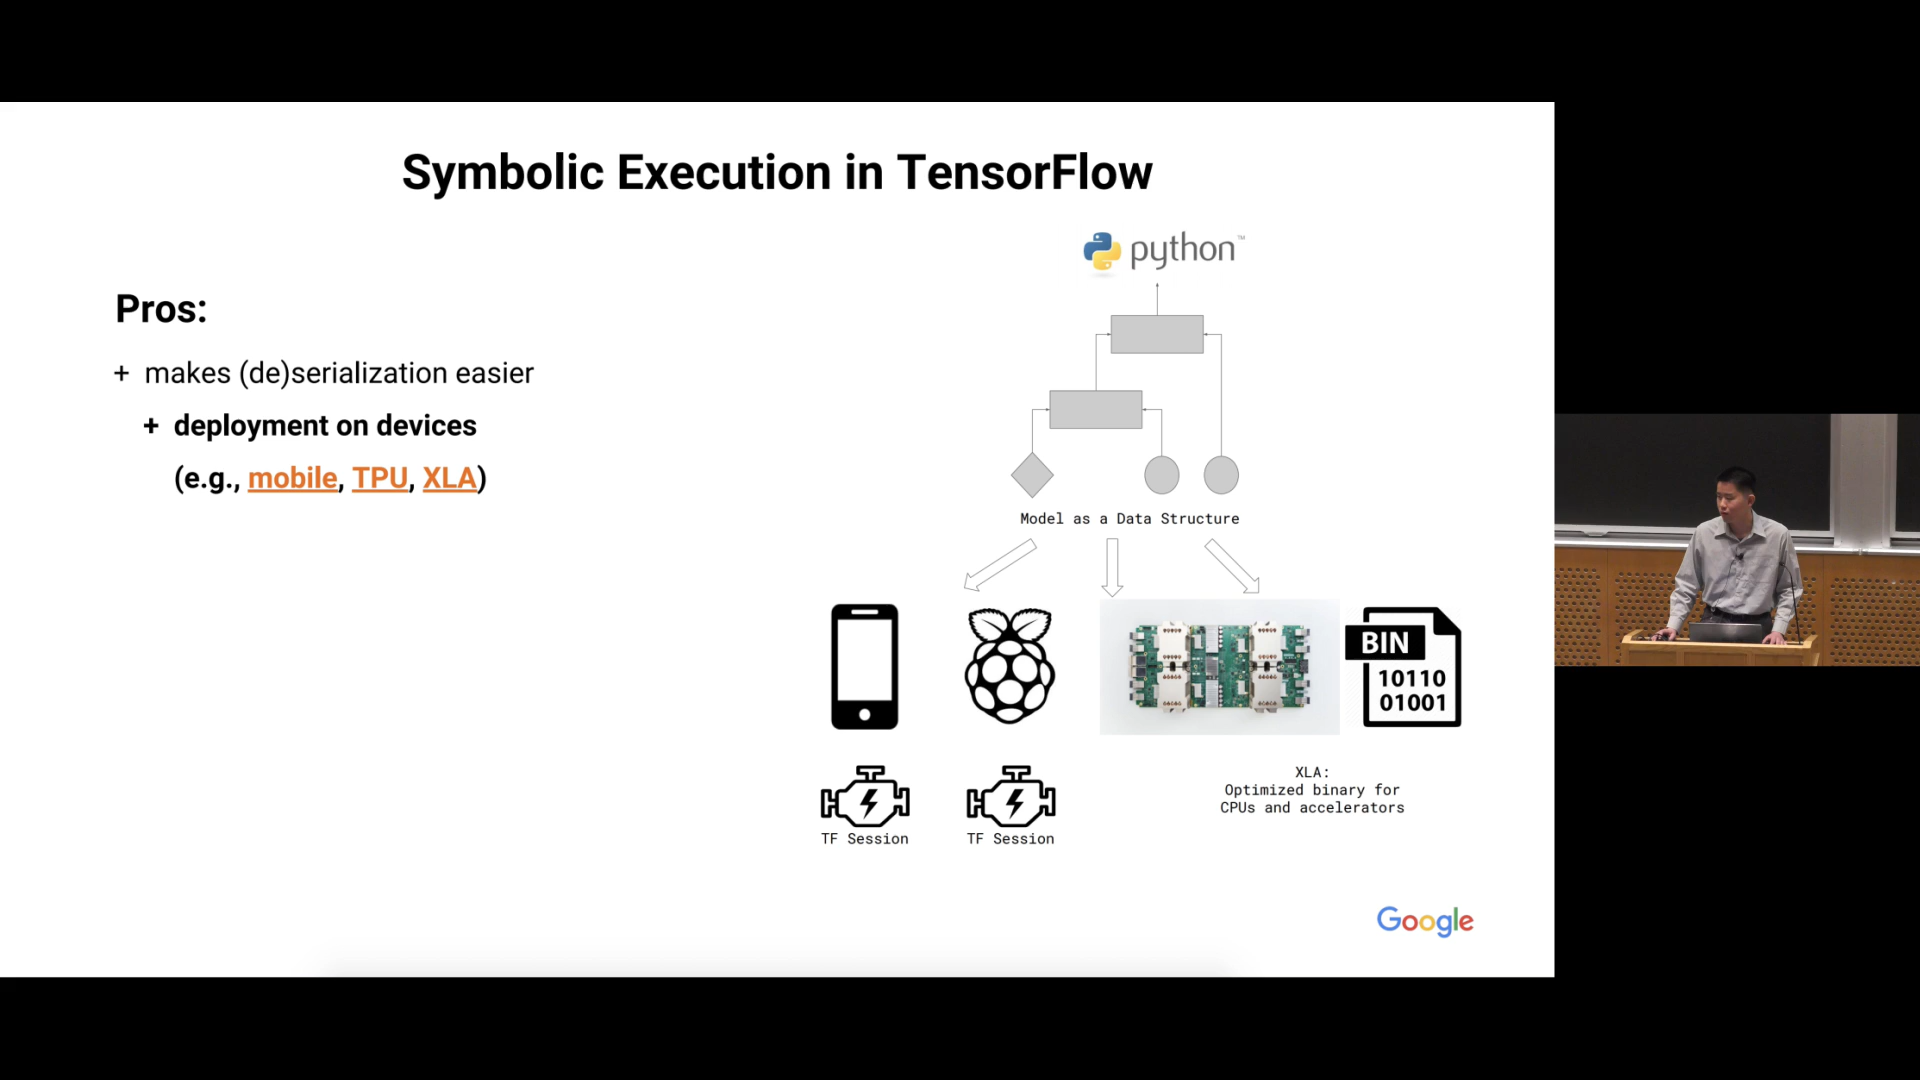 Symbolic Execution in TensorFlow
python™
Pros:
+ makes (de)serialization easier
+ deployment on devices
(e.g., mobile, TPU, XLA)
Model as a Data Structure
BIN
10110
01001
XLA:
Optimized binary for
CPUs and accelerators
TF Session
TF Session
Google